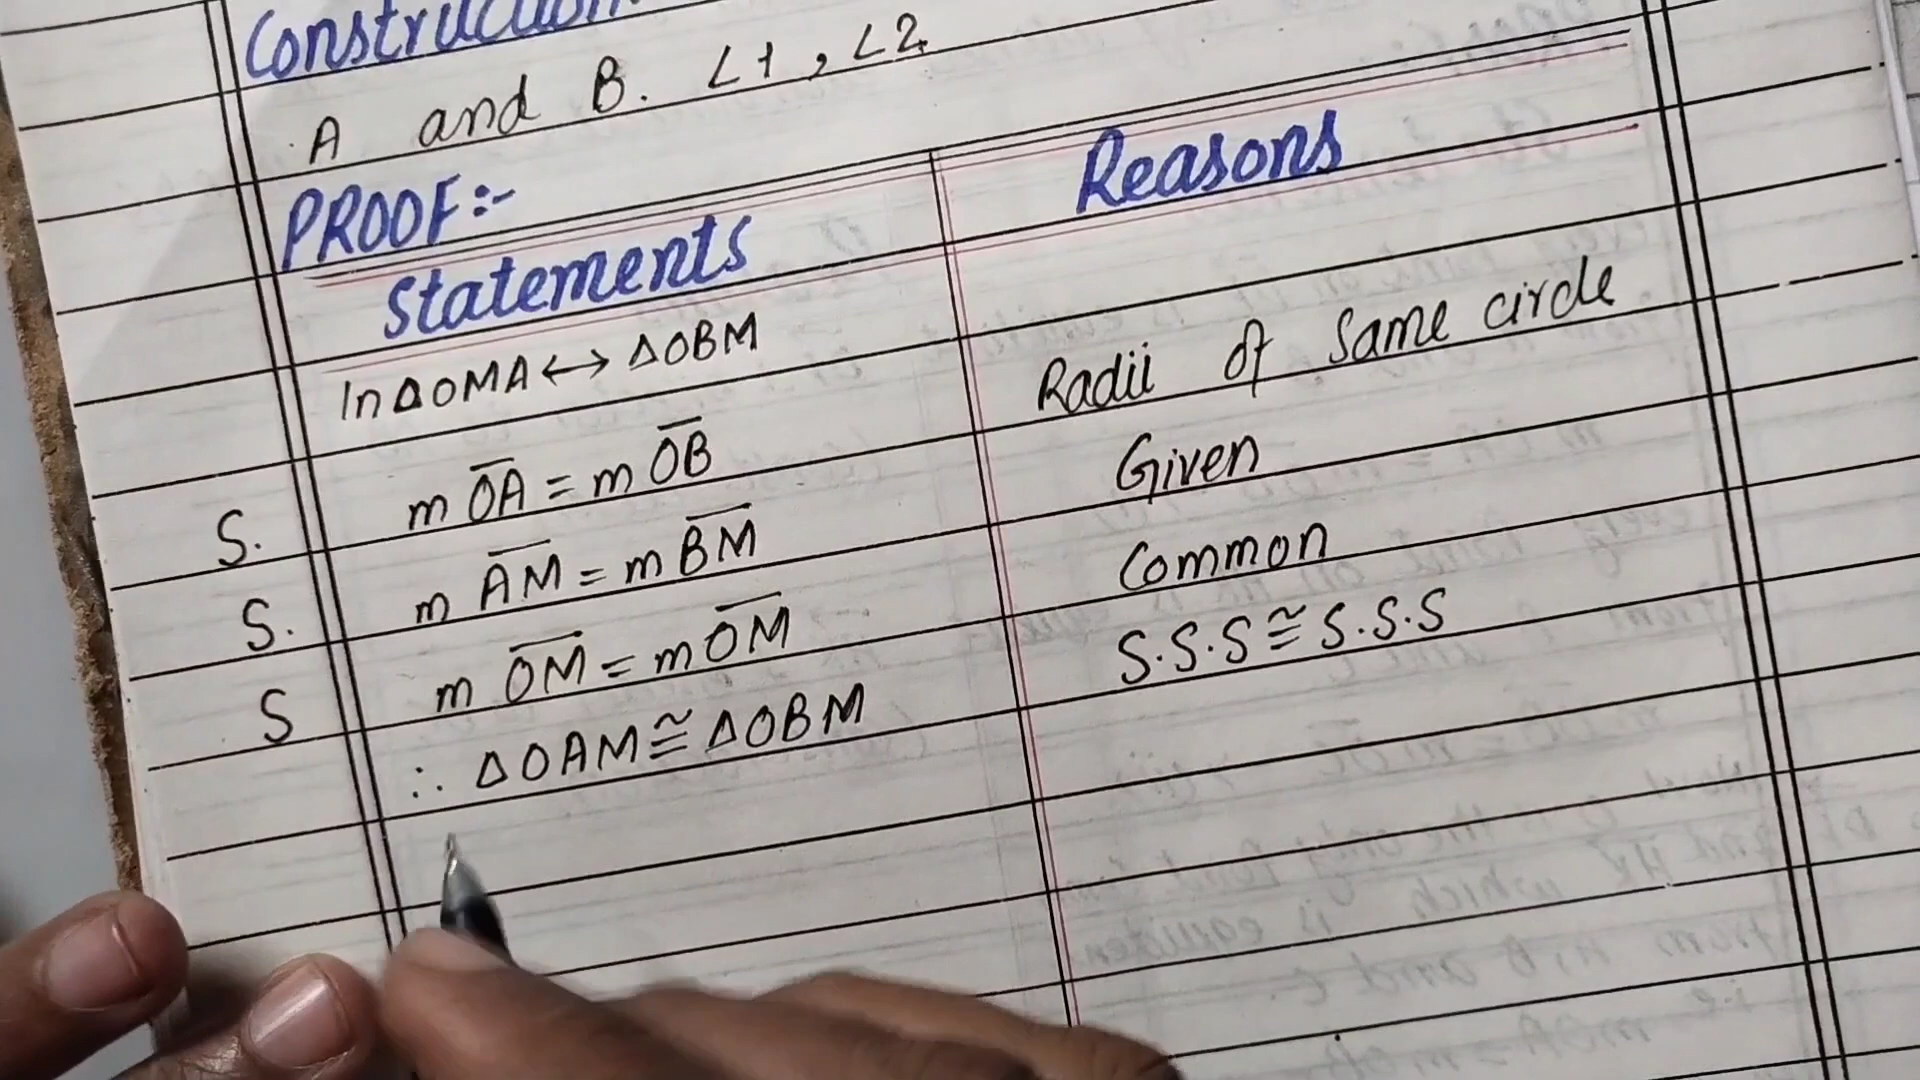 Construction
A and B. ∠1, ∠2
PROOF:-
Statements Reasons
In ΔOMA ↔ ΔOBM
S. m O̅A̅ = m O̅B̅ Radii of same circle
S. m A̅M̅ = m B̅M̅ Given
S m O̅M̅ = m O̅M̅ Common
∴ ΔOAM ≅ ΔOBM S.S.S ≅ S.S.S